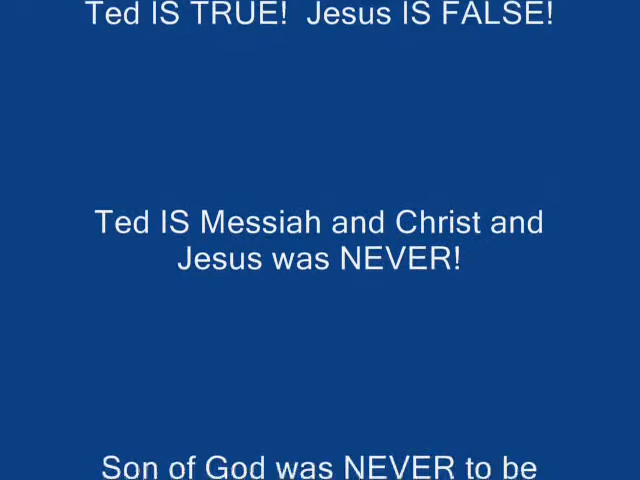 Ted IS TRUE!  Jesus IS FALSE!
Ted IS Messiah and Christ and
Jesus was NEVER!
Son of God was NEVER to be